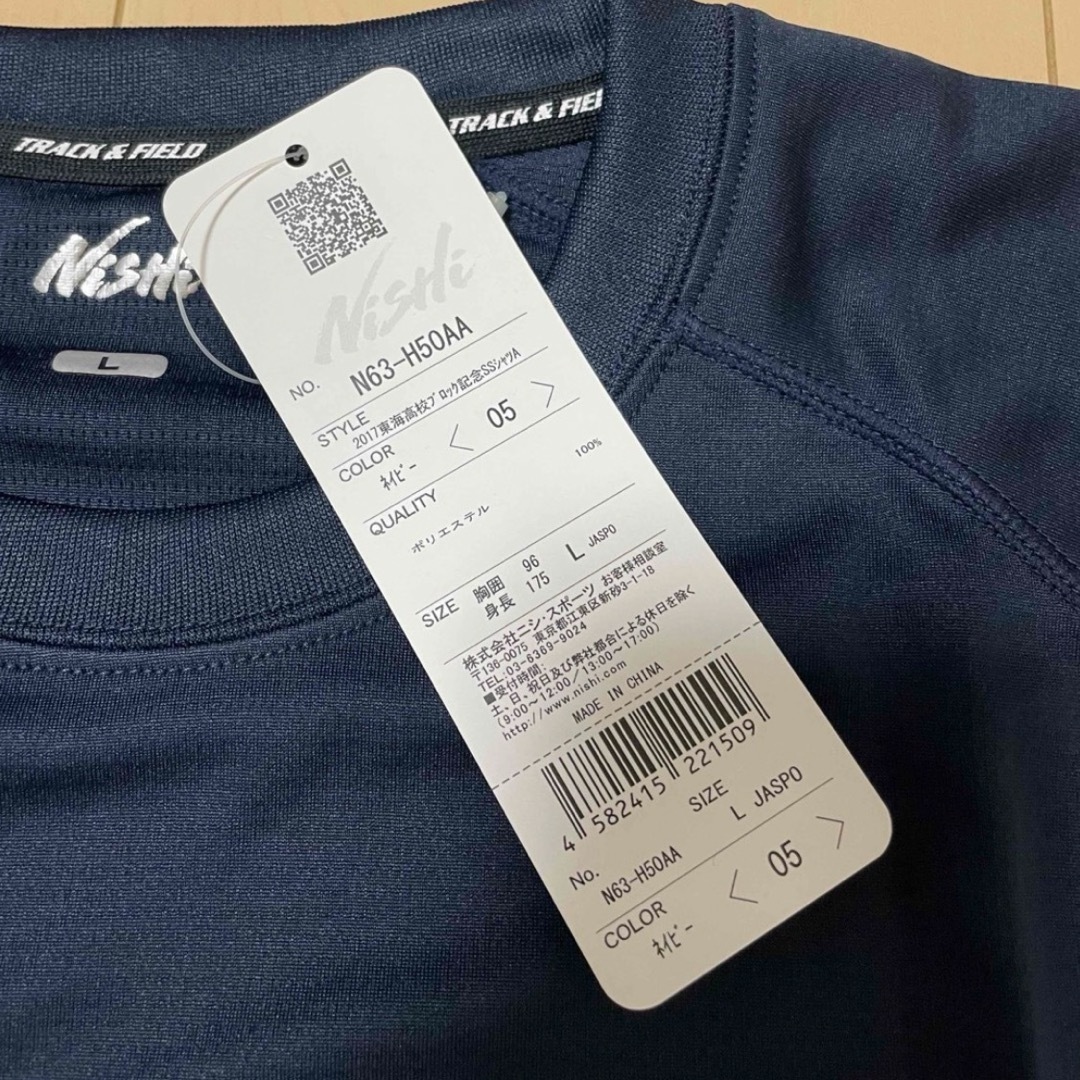 TRACK & FIELD
TRACK & FIEL
NiSHi
L
NiSHi
NO. N63-H50AA
STYLE
2017東海高校ﾌﾞﾛｯｸ記念SSｼｬﾂA
COLOR 〈 05 〉
ﾈｲﾋﾞｰ
QUALITY
ポリエステル 100%
SIZE 胸囲 96
身長 175 L JASPO
株式会社ニシ・スポーツ お客様相談室
〒136-0075 東京都江東区新砂3-1-18
TEL:03-6369-9024
■受付時間:
土、日、祝日及び弊社都合による休日を除く
(9:00〜12:00/13:00〜17:00)
http://www.nishi.com
MADE IN CHINA
4 582415 221509
SIZE
L JASPO
No.
N63-H50AA
COLOR 〈 05 〉
ﾈｲﾋﾞｰ